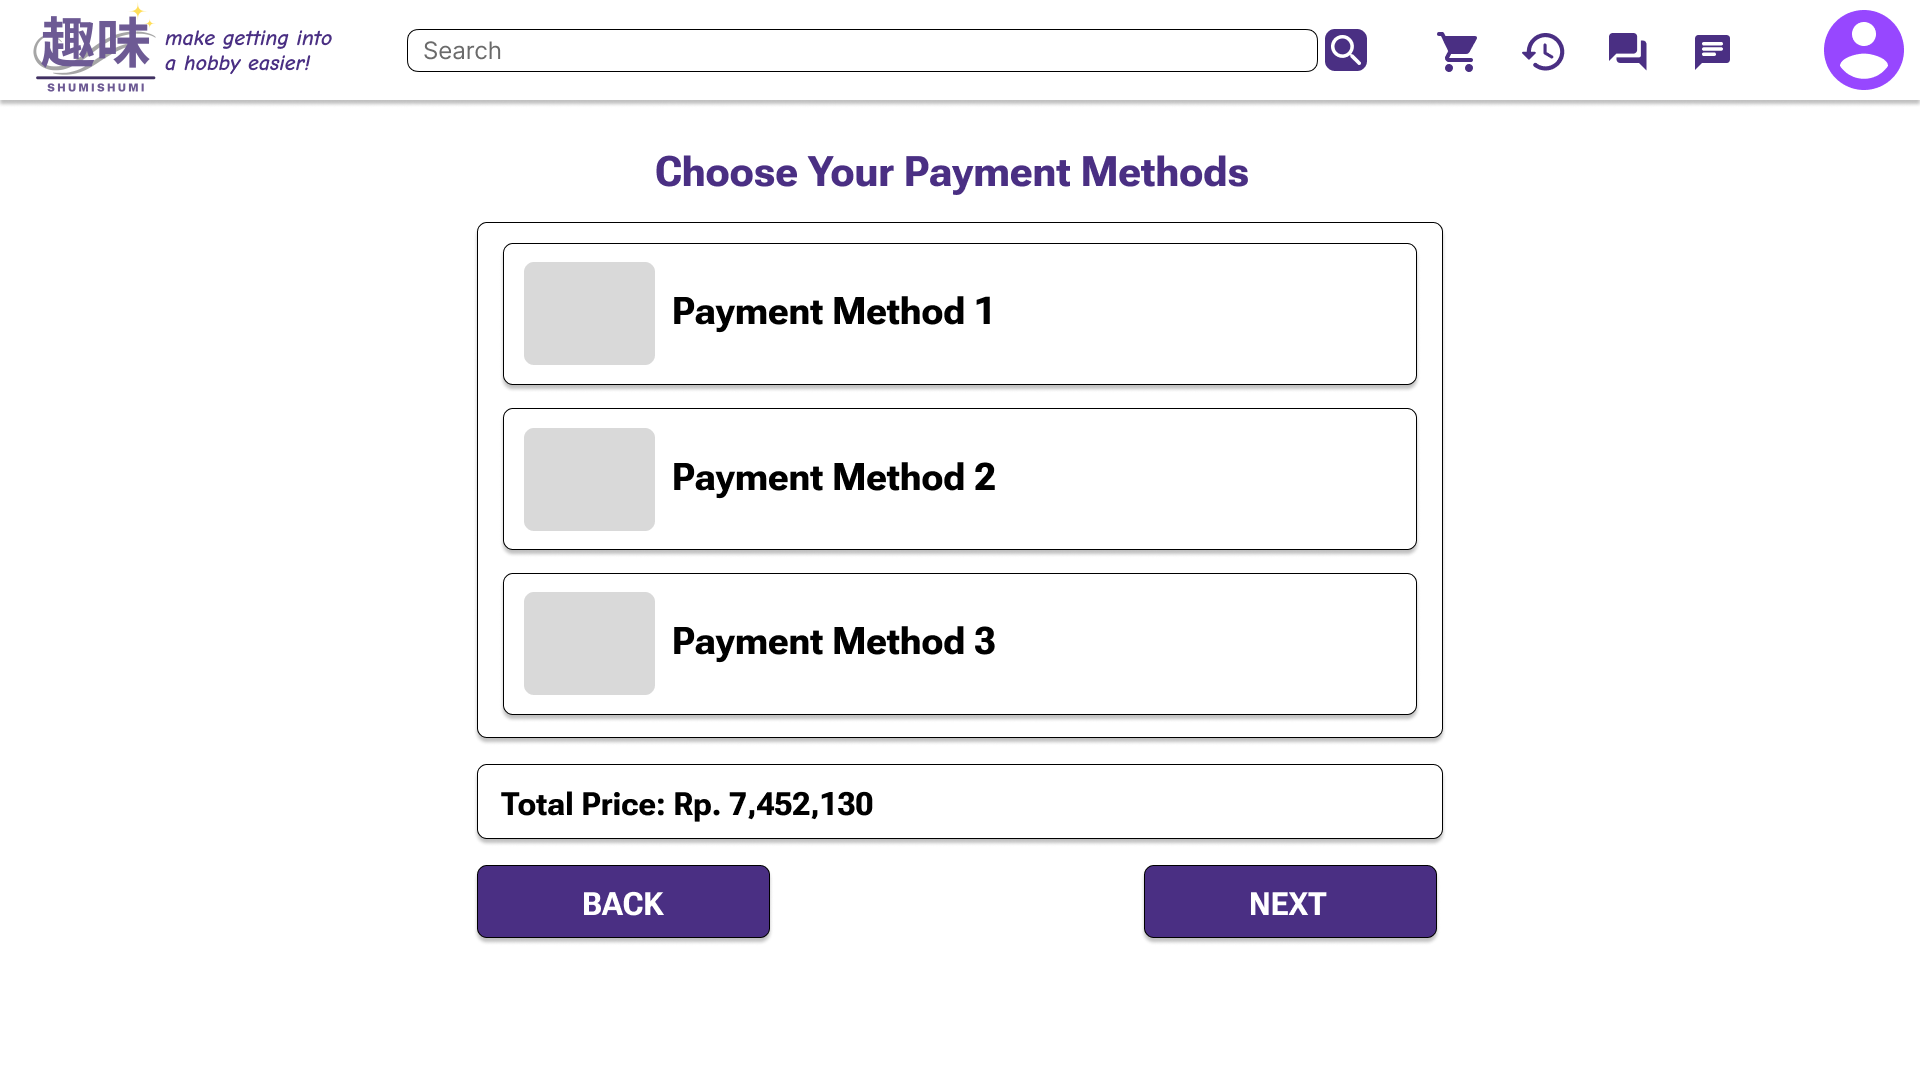 趣味
SHUMISHUMI
make getting into
a hobby easier!
Search
Choose Your Payment Methods
Payment Method 1
Payment Method 2
Payment Method 3
Total Price: Rp. 7,452,130
BACK
NEXT